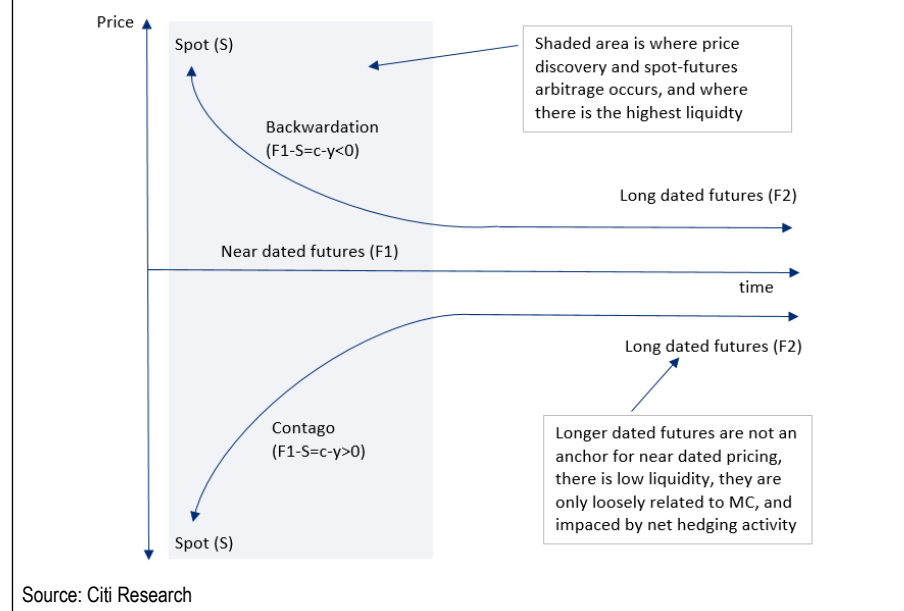 Price
Spot (S)
Shaded area is where price
discovery and spot-futures
arbitrage occurs, and where
there is the highest liquidty
Backwardation
(F1-S=c-y<0)
Long dated futures (F2)
Near dated futures (F1)
time
Long dated futures (F2)
Contago
(F1-S=c-y>0)
Longer dated futures are not an
anchor for near dated pricing,
there is low liquidity, they are
only loosely related to MC, and
impaced by net hedging activity
Spot (S)
Source: Citi Research